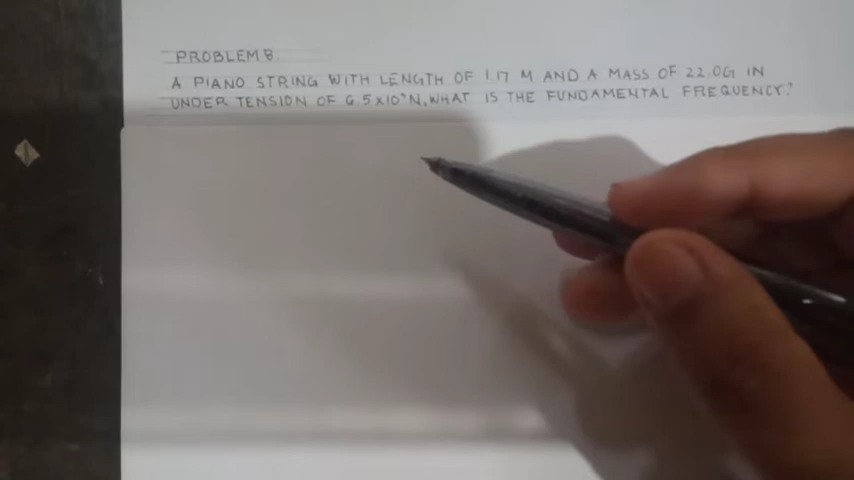 PROBLEM 8.
A PIANO STRING WITH LENGTH OF 1.17 M AND A MASS OF 22.0G IN
UNDER TENSION OF 6.5X10³N, WHAT IS THE FUNDAMENTAL FREQUENCY?